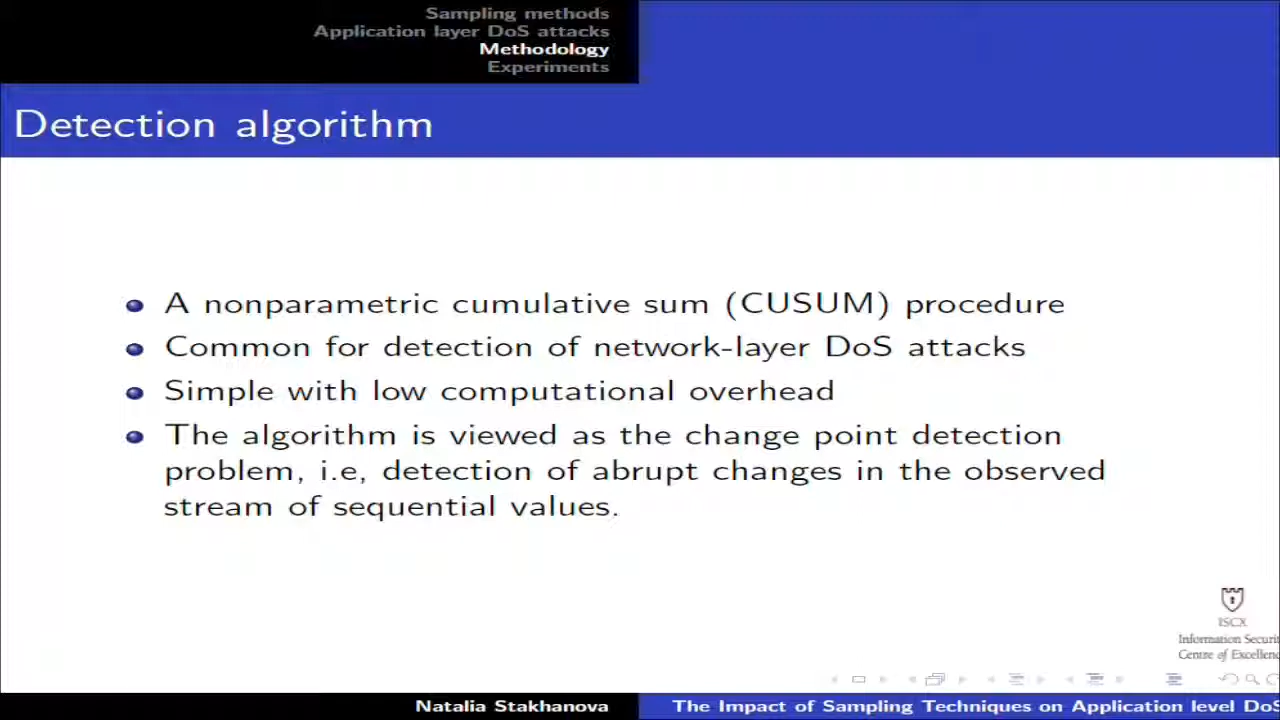 Sampling methods
Application layer DoS attacks
Methodology
Experiments
Detection algorithm
A nonparametric cumulative sum (CUSUM) procedure
Common for detection of network-layer DoS attacks
Simple with low computational overhead
The algorithm is viewed as the change point detection
problem, i.e, detection of abrupt changes in the observed
stream of sequential values.
ISCX
Information Securit
Centre of Excellenc
Natalia Stakhanova
The Impact of Sampling Techniques on Application level DoS